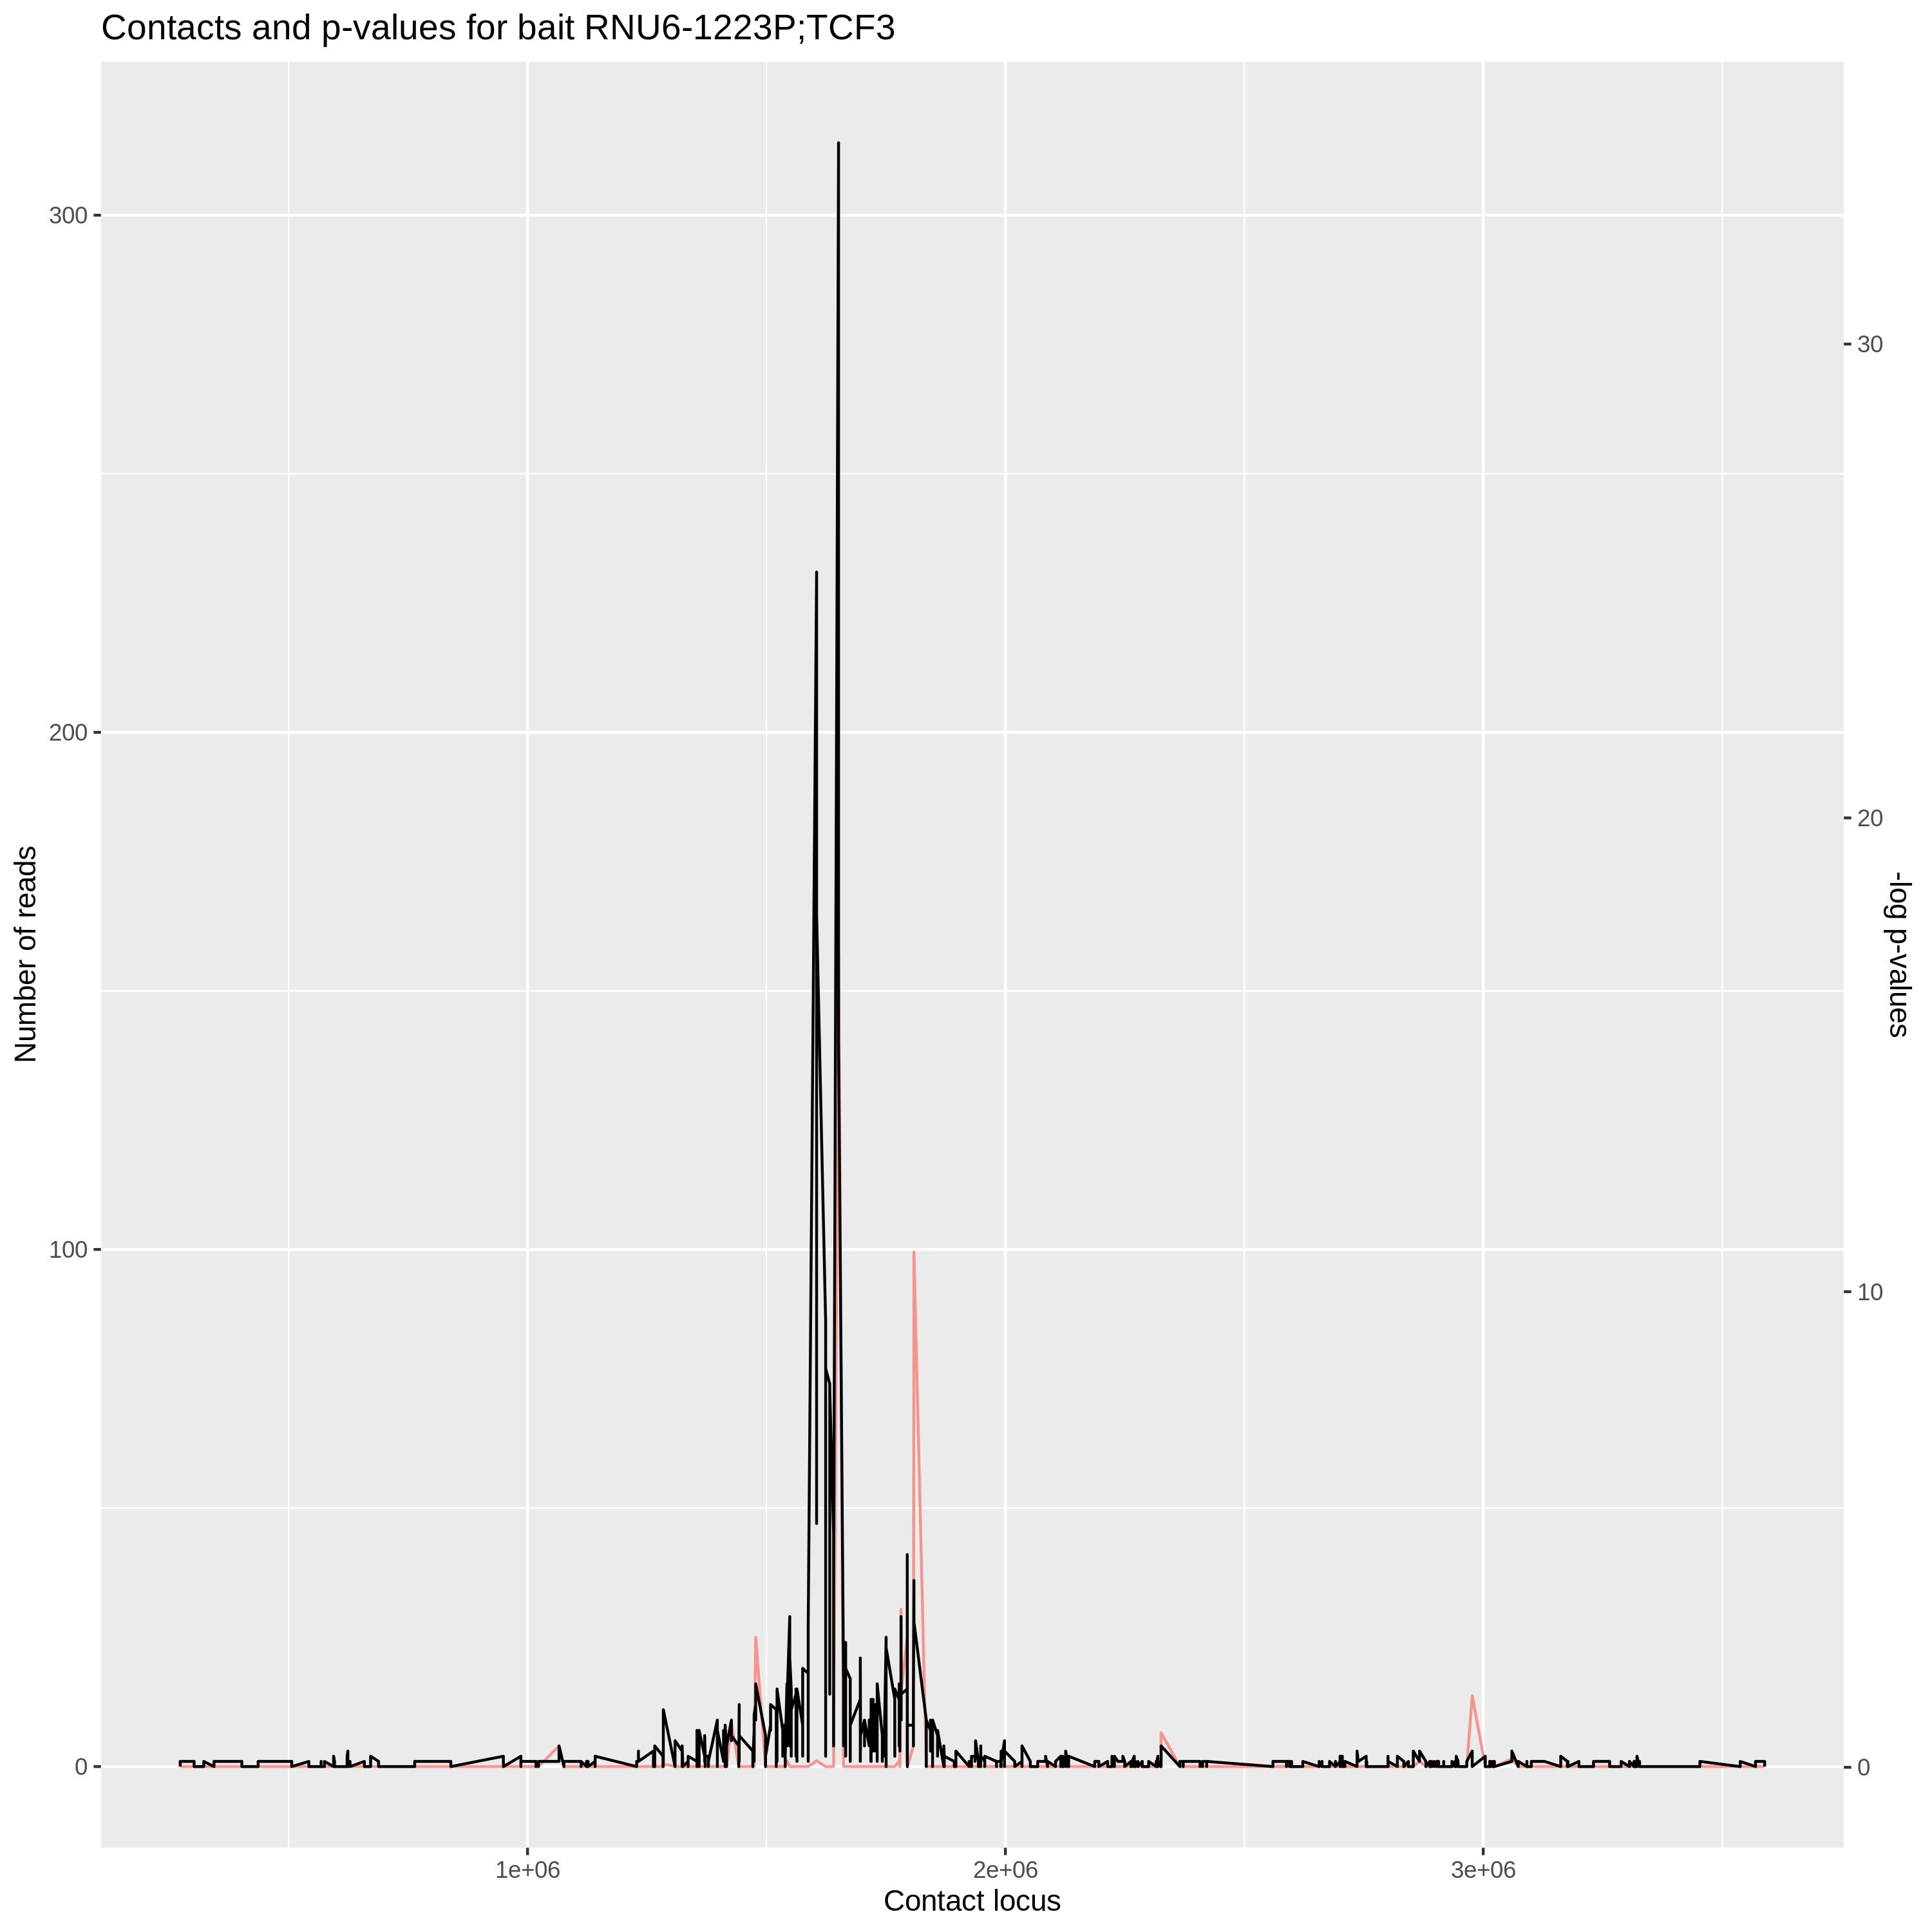 Contacts and p-values for bait RNU6-1223P;TCF3
300
200
100
0
Number of reads
30
20
10
0
-log p-values
1e+06
2e+06
3e+06
Contact locus